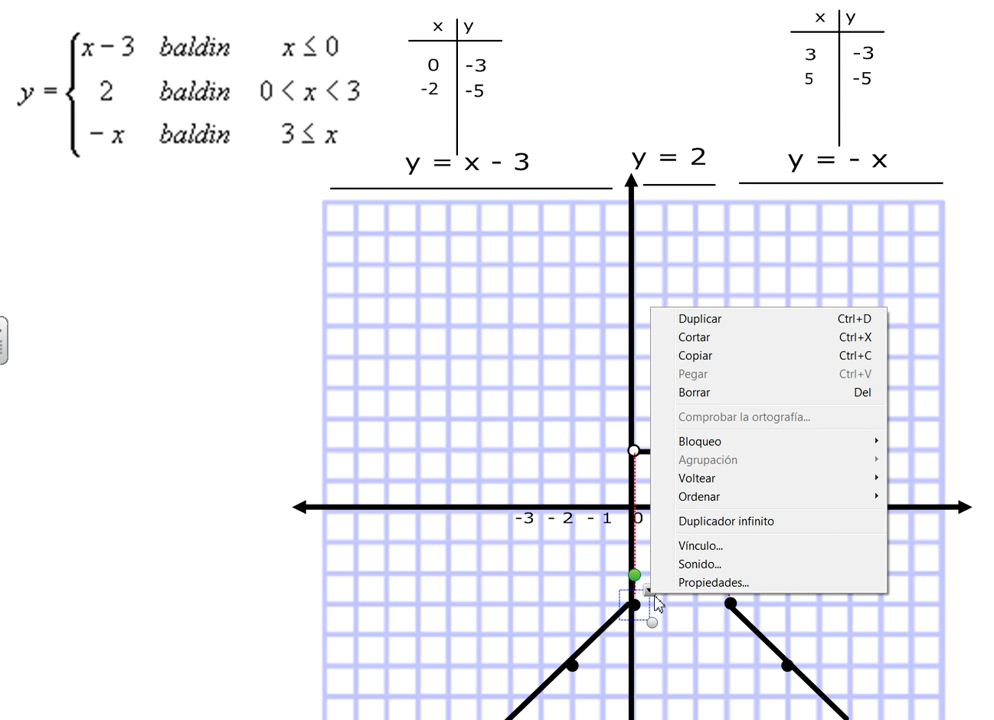 y = { x - 3 baldin x ≤ 0
2 baldin 0 < x < 3
- x baldin 3 ≤ x
x y
0 -3
-2 -5
y = x - 3
y = 2
x y
3 -3
5 -5
y = - x
Duplicar Ctrl+D
Cortar Ctrl+X
Copiar Ctrl+C
Pegar Ctrl+V
Borrar Del
Comprobar la ortografía...
Bloqueo
Agrupación
Voltear
Ordenar
Duplicador infinito
Vínculo...
Sonido...
Propiedades...
-3 - 2 - 1 0